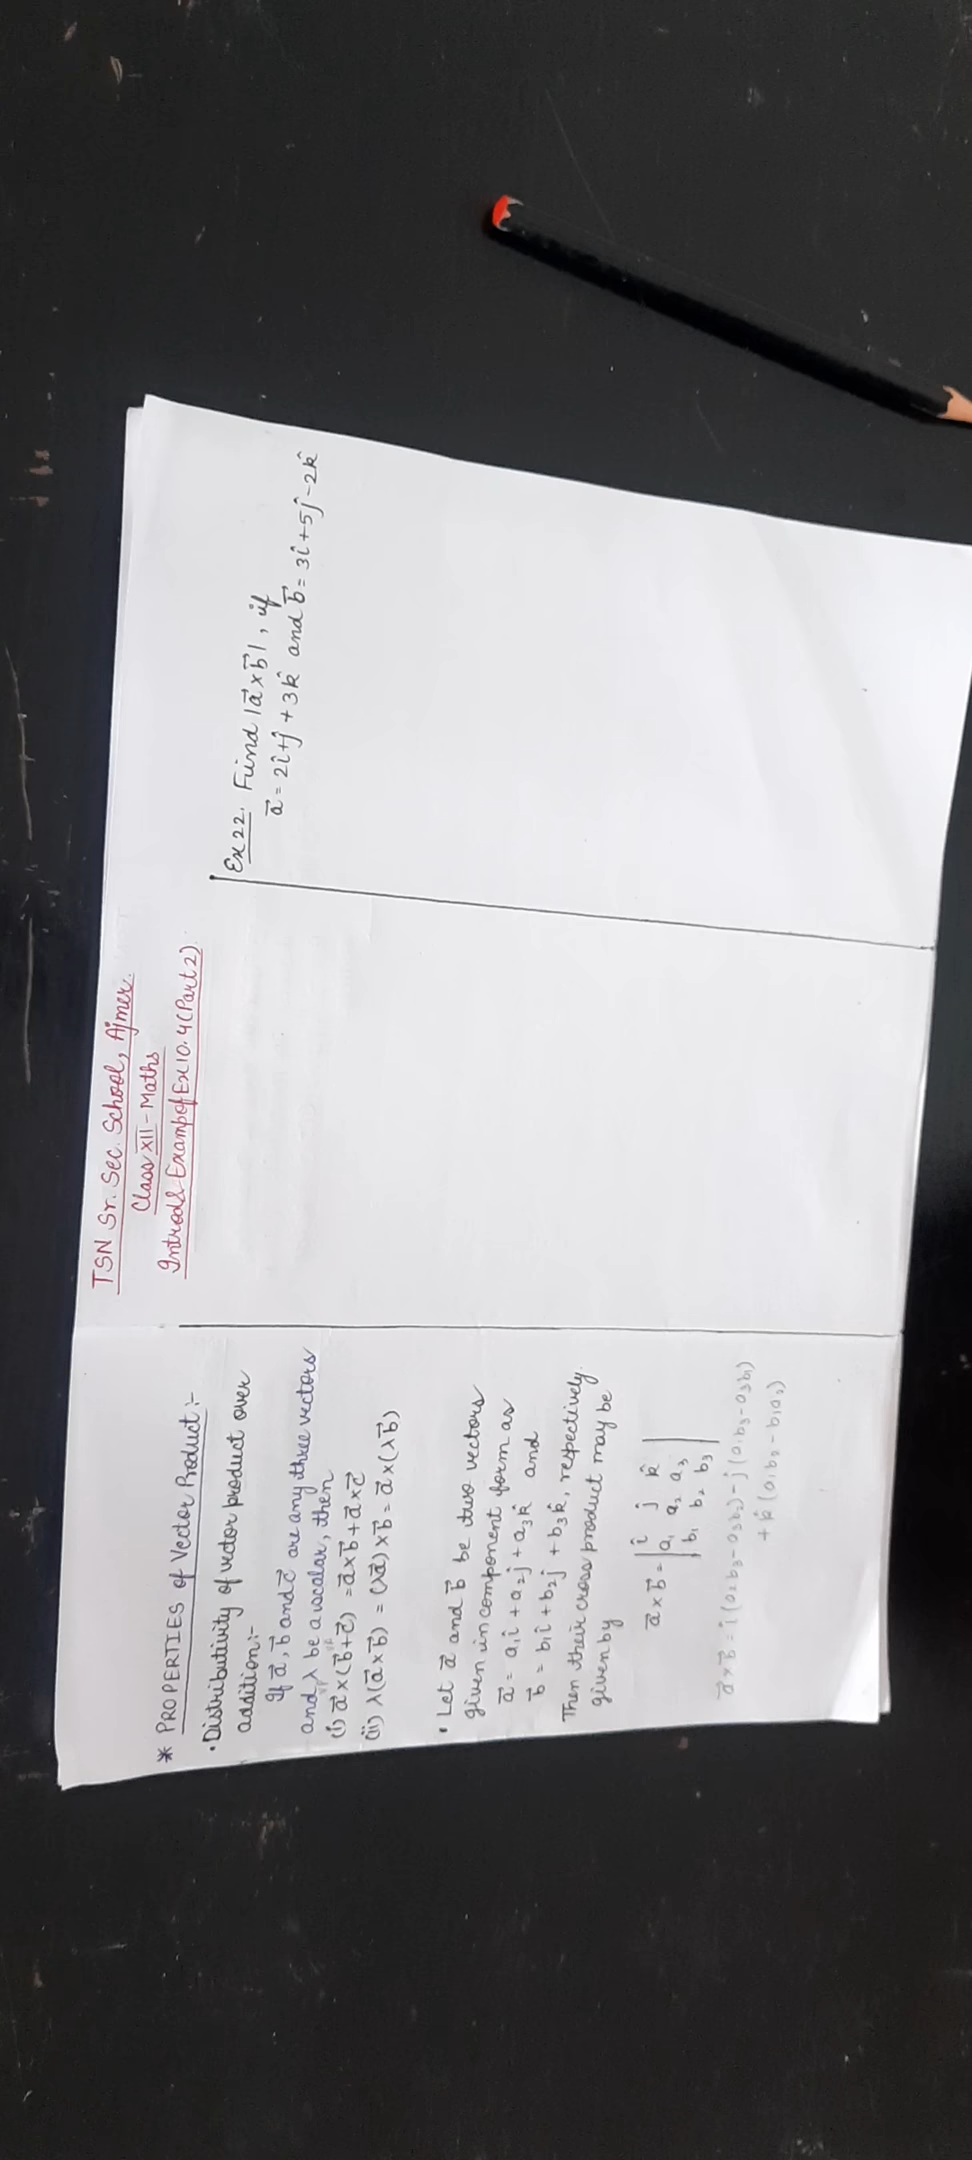 TSN Sr. Sec. School, Ajmer.
Class XII - Maths
Introd & Examp of Ex 10.4 (Part 2)
* PROPERTIES of Vector Product :-
• Distributivity of vector product over
addition:-
If a⃗, b⃗ and c⃗ are any three vectors
and λ be a scalar, then
(i) a⃗×(b⃗+c⃗) = a⃗×b⃗+a⃗×c⃗
(ii) λ(a⃗×b⃗) = (λa⃗)×b⃗ = a⃗×(λb⃗)
• Let a⃗ and b⃗ be two vectors
given in component form as
a⃗ = a₁î + a₂ĵ + a₃k̂ and
b⃗ = b₁î + b₂ĵ + b₃k̂, respectively.
Then their cross product may be
given by
a⃗×b⃗ = | î ĵ k̂ |
| a₁ a₂ a₃ |
| b₁ b₂ b₃ |
a⃗×b⃗ = î(a₂b₃-a₃b₂)-ĵ(a₁b₃-a₃b₁)
+k̂(a₁b₂-b₁a₂)
Ex 22. Find |a⃗×b⃗|, if
a⃗ = 2î+ĵ+3k̂ and b⃗ = 3î+5ĵ-2k̂